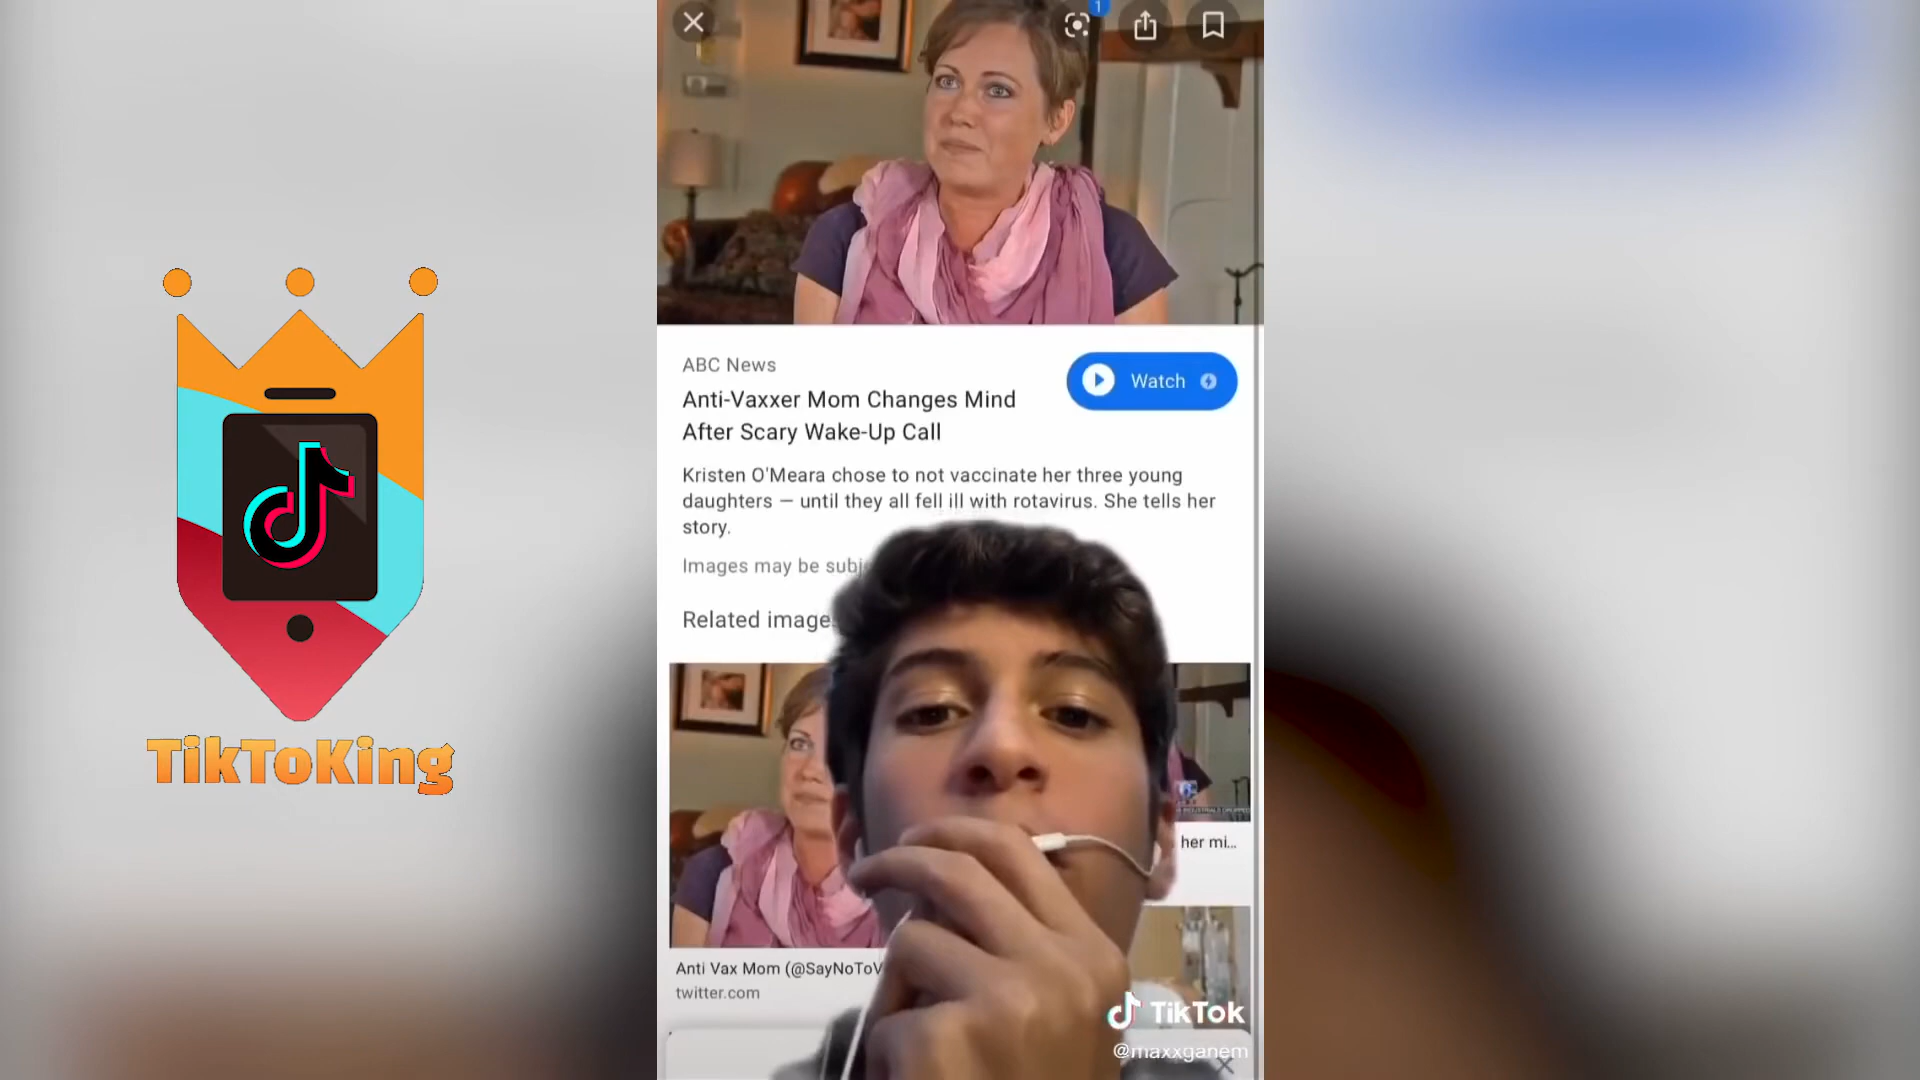 1
ABC News
Watch
Anti-Vaxxer Mom Changes Mind
After Scary Wake-Up Call
Kristen O'Meara chose to not vaccinate her three young
daughters — until they all fell ill with rotavirus. She tells her
story.
Images may be
Related images
her mi...
Anti Vax Mom (@SayNoToV
twitter.com
TikToKing
TikTok
@maxxganem